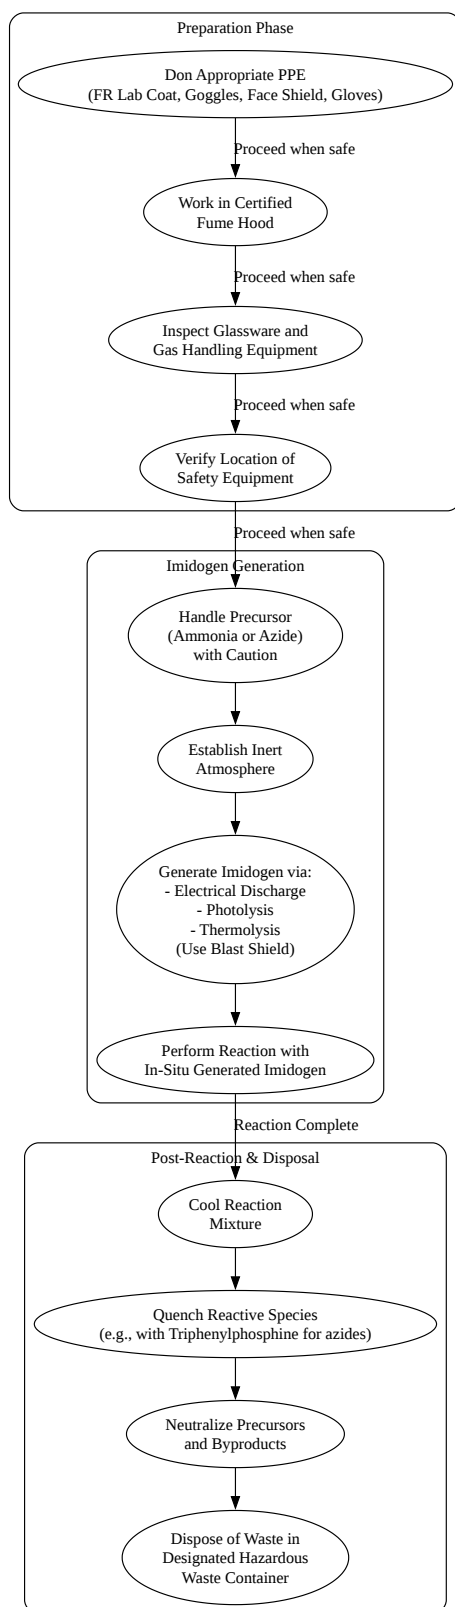 Preparation Phase
Don Appropriate PPE
(FR Lab Coat, Goggles, Face Shield, Gloves)
Proceed when safe
Work in Certified
Fume Hood
Proceed when safe
Inspect Glassware and
Gas Handling Equipment
Proceed when safe
Verify Location of
Safety Equipment
Proceed when safe
Imidogen Generation
Handle Precursor
(Ammonia or Azide)
with Caution
Establish Inert
Atmosphere
Generate Imidogen via:
- Electrical Discharge
- Photolysis
- Thermolysis
(Use Blast Shield)
Perform Reaction with
In-Situ Generated Imidogen
Reaction Complete
Post-Reaction & Disposal
Cool Reaction
Mixture
Quench Reactive Species
(e.g., with Triphenylphosphine for azides)
Neutralize Precursors
and Byproducts
Dispose of Waste in
Designated Hazardous
Waste Container